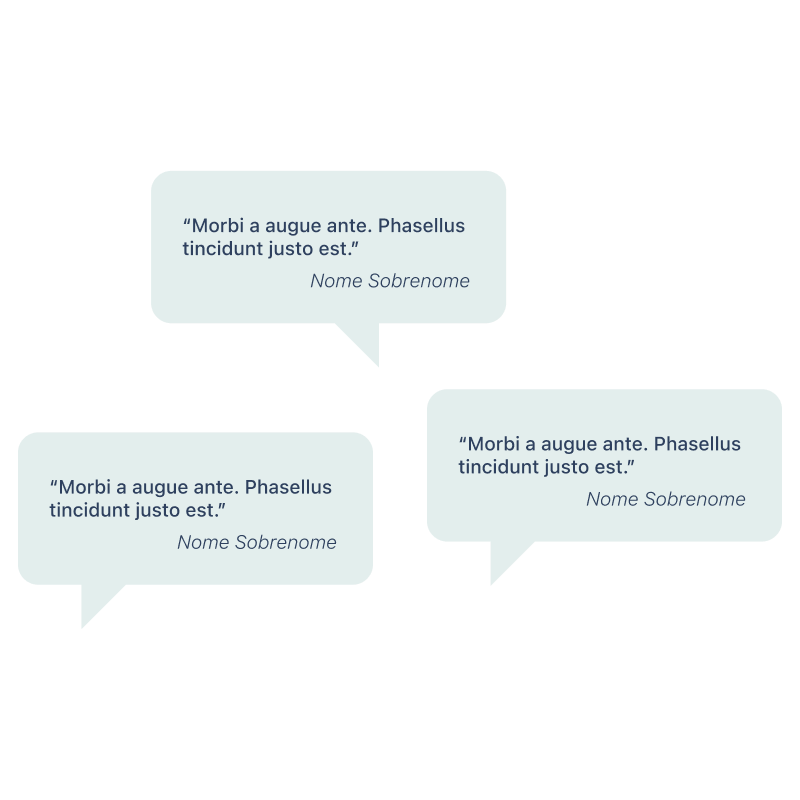 “Morbi a augue ante. Phasellus
tincidunt justo est.”
Nome Sobrenome
“Morbi a augue ante. Phasellus
tincidunt justo est.”
Nome Sobrenome
“Morbi a augue ante. Phasellus
tincidunt justo est.”
Nome Sobrenome